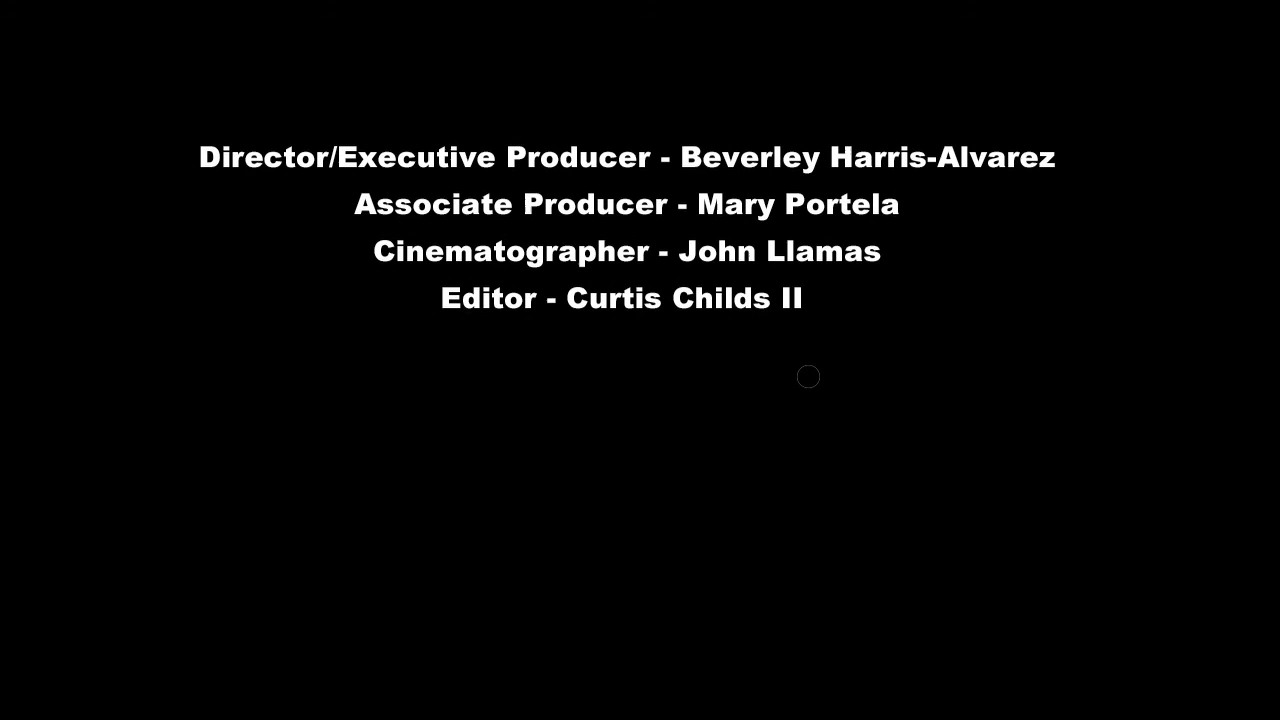 Director/Executive Producer - Beverley Harris-Alvarez
Associate Producer - Mary Portela
Cinematographer - John Llamas
Editor - Curtis Childs II